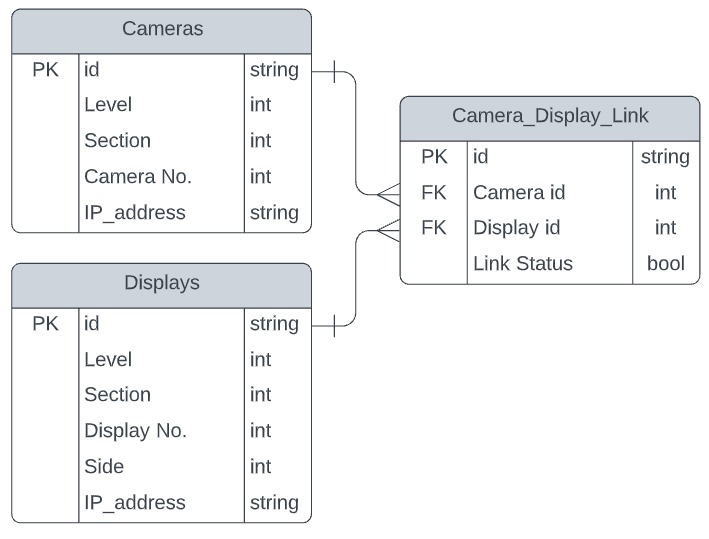 Cameras
PK id string
Level int
Section int
Camera No. int
IP_address string
Displays
PK id string
Level int
Section int
Display No. int
Side int
IP_address string
Camera_Display_Link
PK id string
FK Camera id int
FK Display id int
Link Status bool